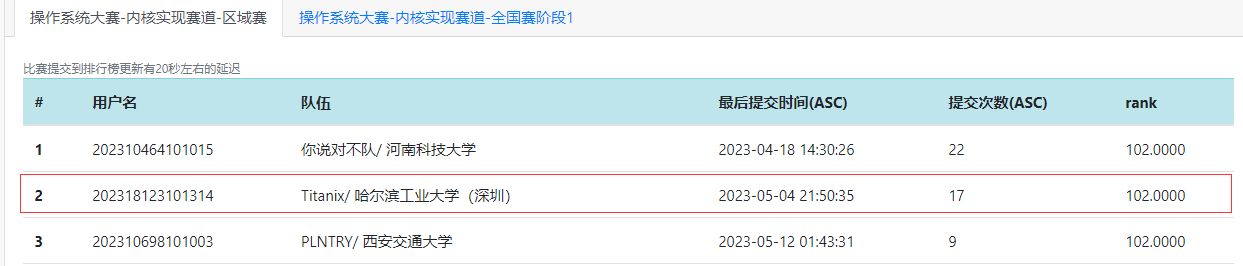 操作系统大赛-内核实现赛道-区域赛 操作系统大赛-内核实现赛道-全国赛阶段1
比赛提交到排行榜更新有20秒左右的延迟
# 用户名 队伍 最后提交时间(ASC) 提交次数(ASC) rank
1 202310464101015 你说对不队/ 河南科技大学 2023-04-18 14:30:26 22 102.0000
2 202318123101314 Titanix/ 哈尔滨工业大学（深圳） 2023-05-04 21:50:35 17 102.0000
3 202310698101003 PLNTRY/ 西安交通大学 2023-05-12 01:43:31 9 102.0000